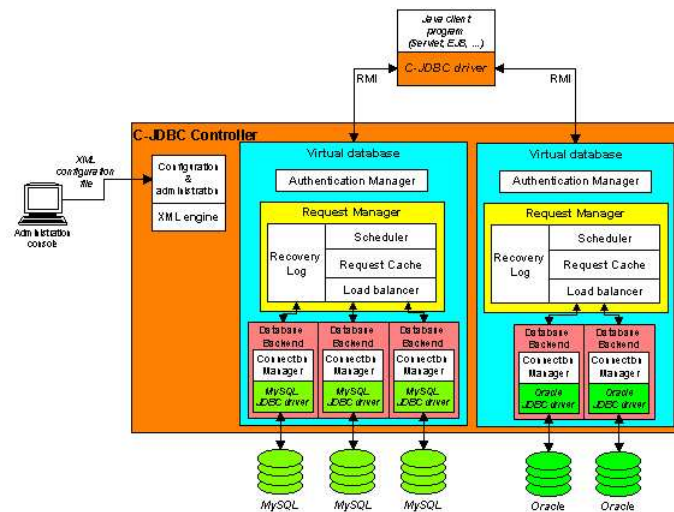 Java client
program
(Servlet, EJB, ...)
C-JDBC driver
RMI
RMI
C-JDBC Controller
XML
configuration
file
Administration
console
Configuration
&
administration
XML engine
Virtual database
Authentication Manager
Request Manager
Recovery
Log
Scheduler
Request Cache
Load balancer
Database
Backend
Connection
Manager
MySQL
JDBC driver
Database
Backend
Connection
Manager
MySQL
JDBC driver
Database
Backend
Connection
Manager
MySQL
JDBC driver
MySQL
MySQL
MySQL
Virtual database
Authentication Manager
Request Manager
Recovery
Log
Scheduler
Request Cache
Load balancer
Database
Backend
Connection
Manager
Oracle
JDBC driver
Database
Backend
Connection
Manager
Oracle
JDBC driver
Oracle
Oracle